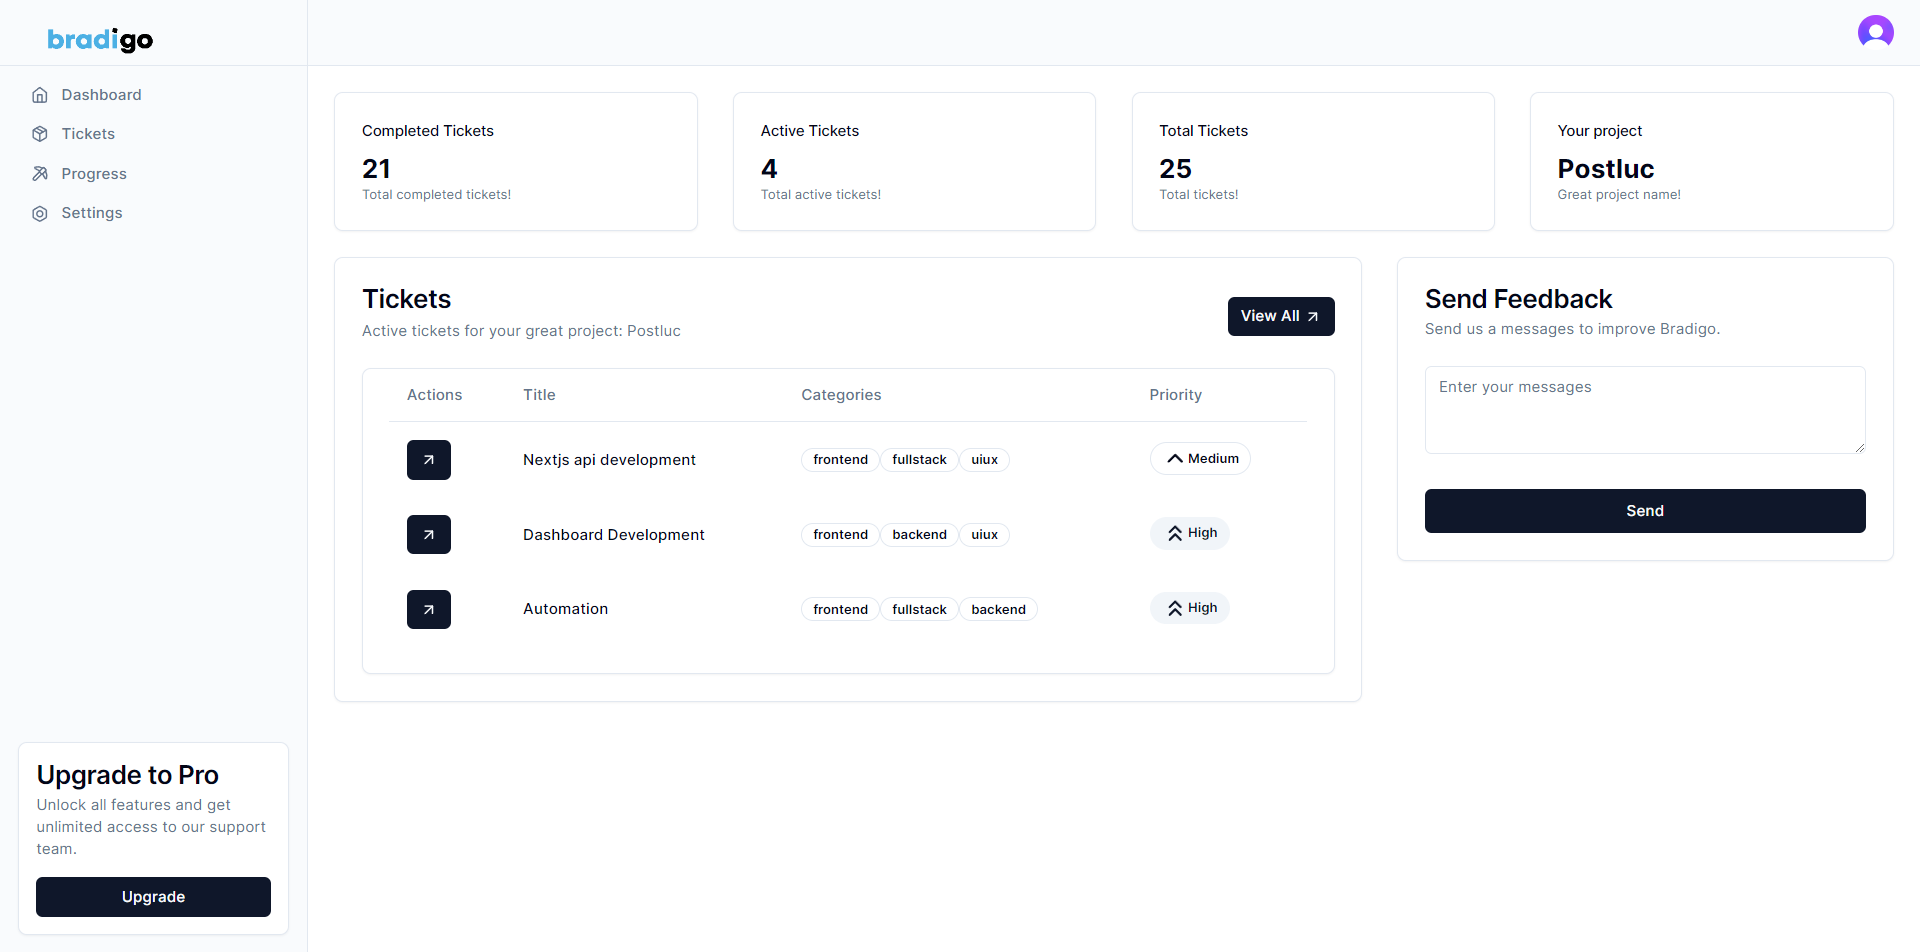 bradigo
Dashboard
Tickets
Progress
Settings
Upgrade to Pro
Unlock all features and get
unlimited access to our support
team.
Upgrade
Completed Tickets
21
Total completed tickets!
Active Tickets
4
Total active tickets!
Total Tickets
25
Total tickets!
Your project
Postluc
Great project name!
Tickets
Active tickets for your great project: Postluc
View All
Actions Title Categories Priority
Nextjs api development frontend fullstack uiux Medium
Dashboard Development frontend backend uiux High
Automation frontend fullstack backend High
Send Feedback
Send us a messages to improve Bradigo.
Enter your messages
Send